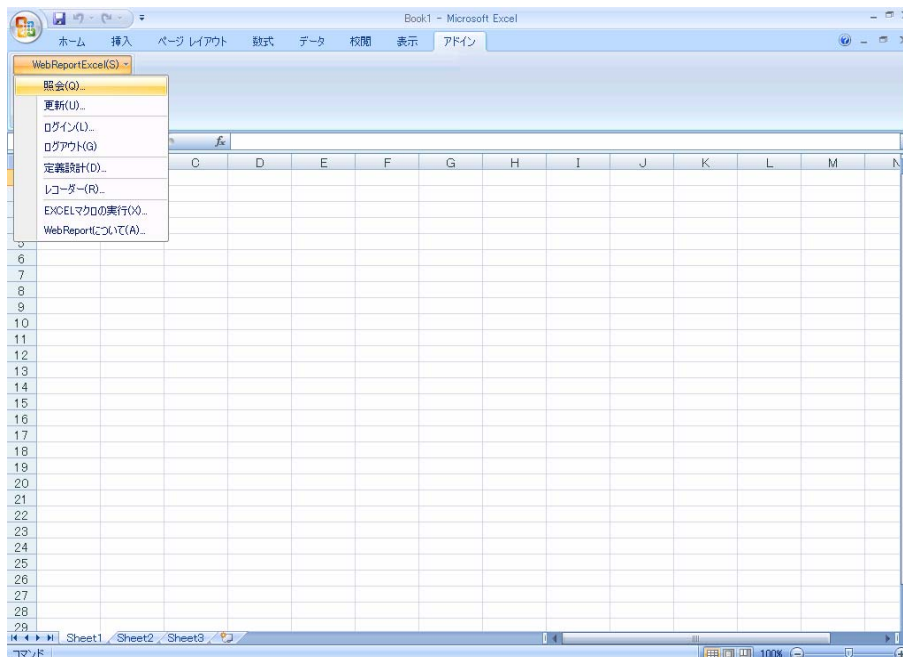 Book1 - Microsoft Excel
ホーム 挿入 ページ レイアウト 数式 データ 校閲 表示 アドイン
WebReportExcel(S)
照会(Q)...
更新(U)...
ログイン(L)...
ログアウト(G)
定義設計(D)...
レコーダー(R)...
EXCELマクロの実行(X)...
WebReportについて(A)...
fx
C D E F G H I J K L M N
5
6
7
8
9
10
11
12
13
14
15
16
17
18
19
20
21
22
23
24
25
26
27
28
29
Sheet1 Sheet2 Sheet3
コマンド 100%